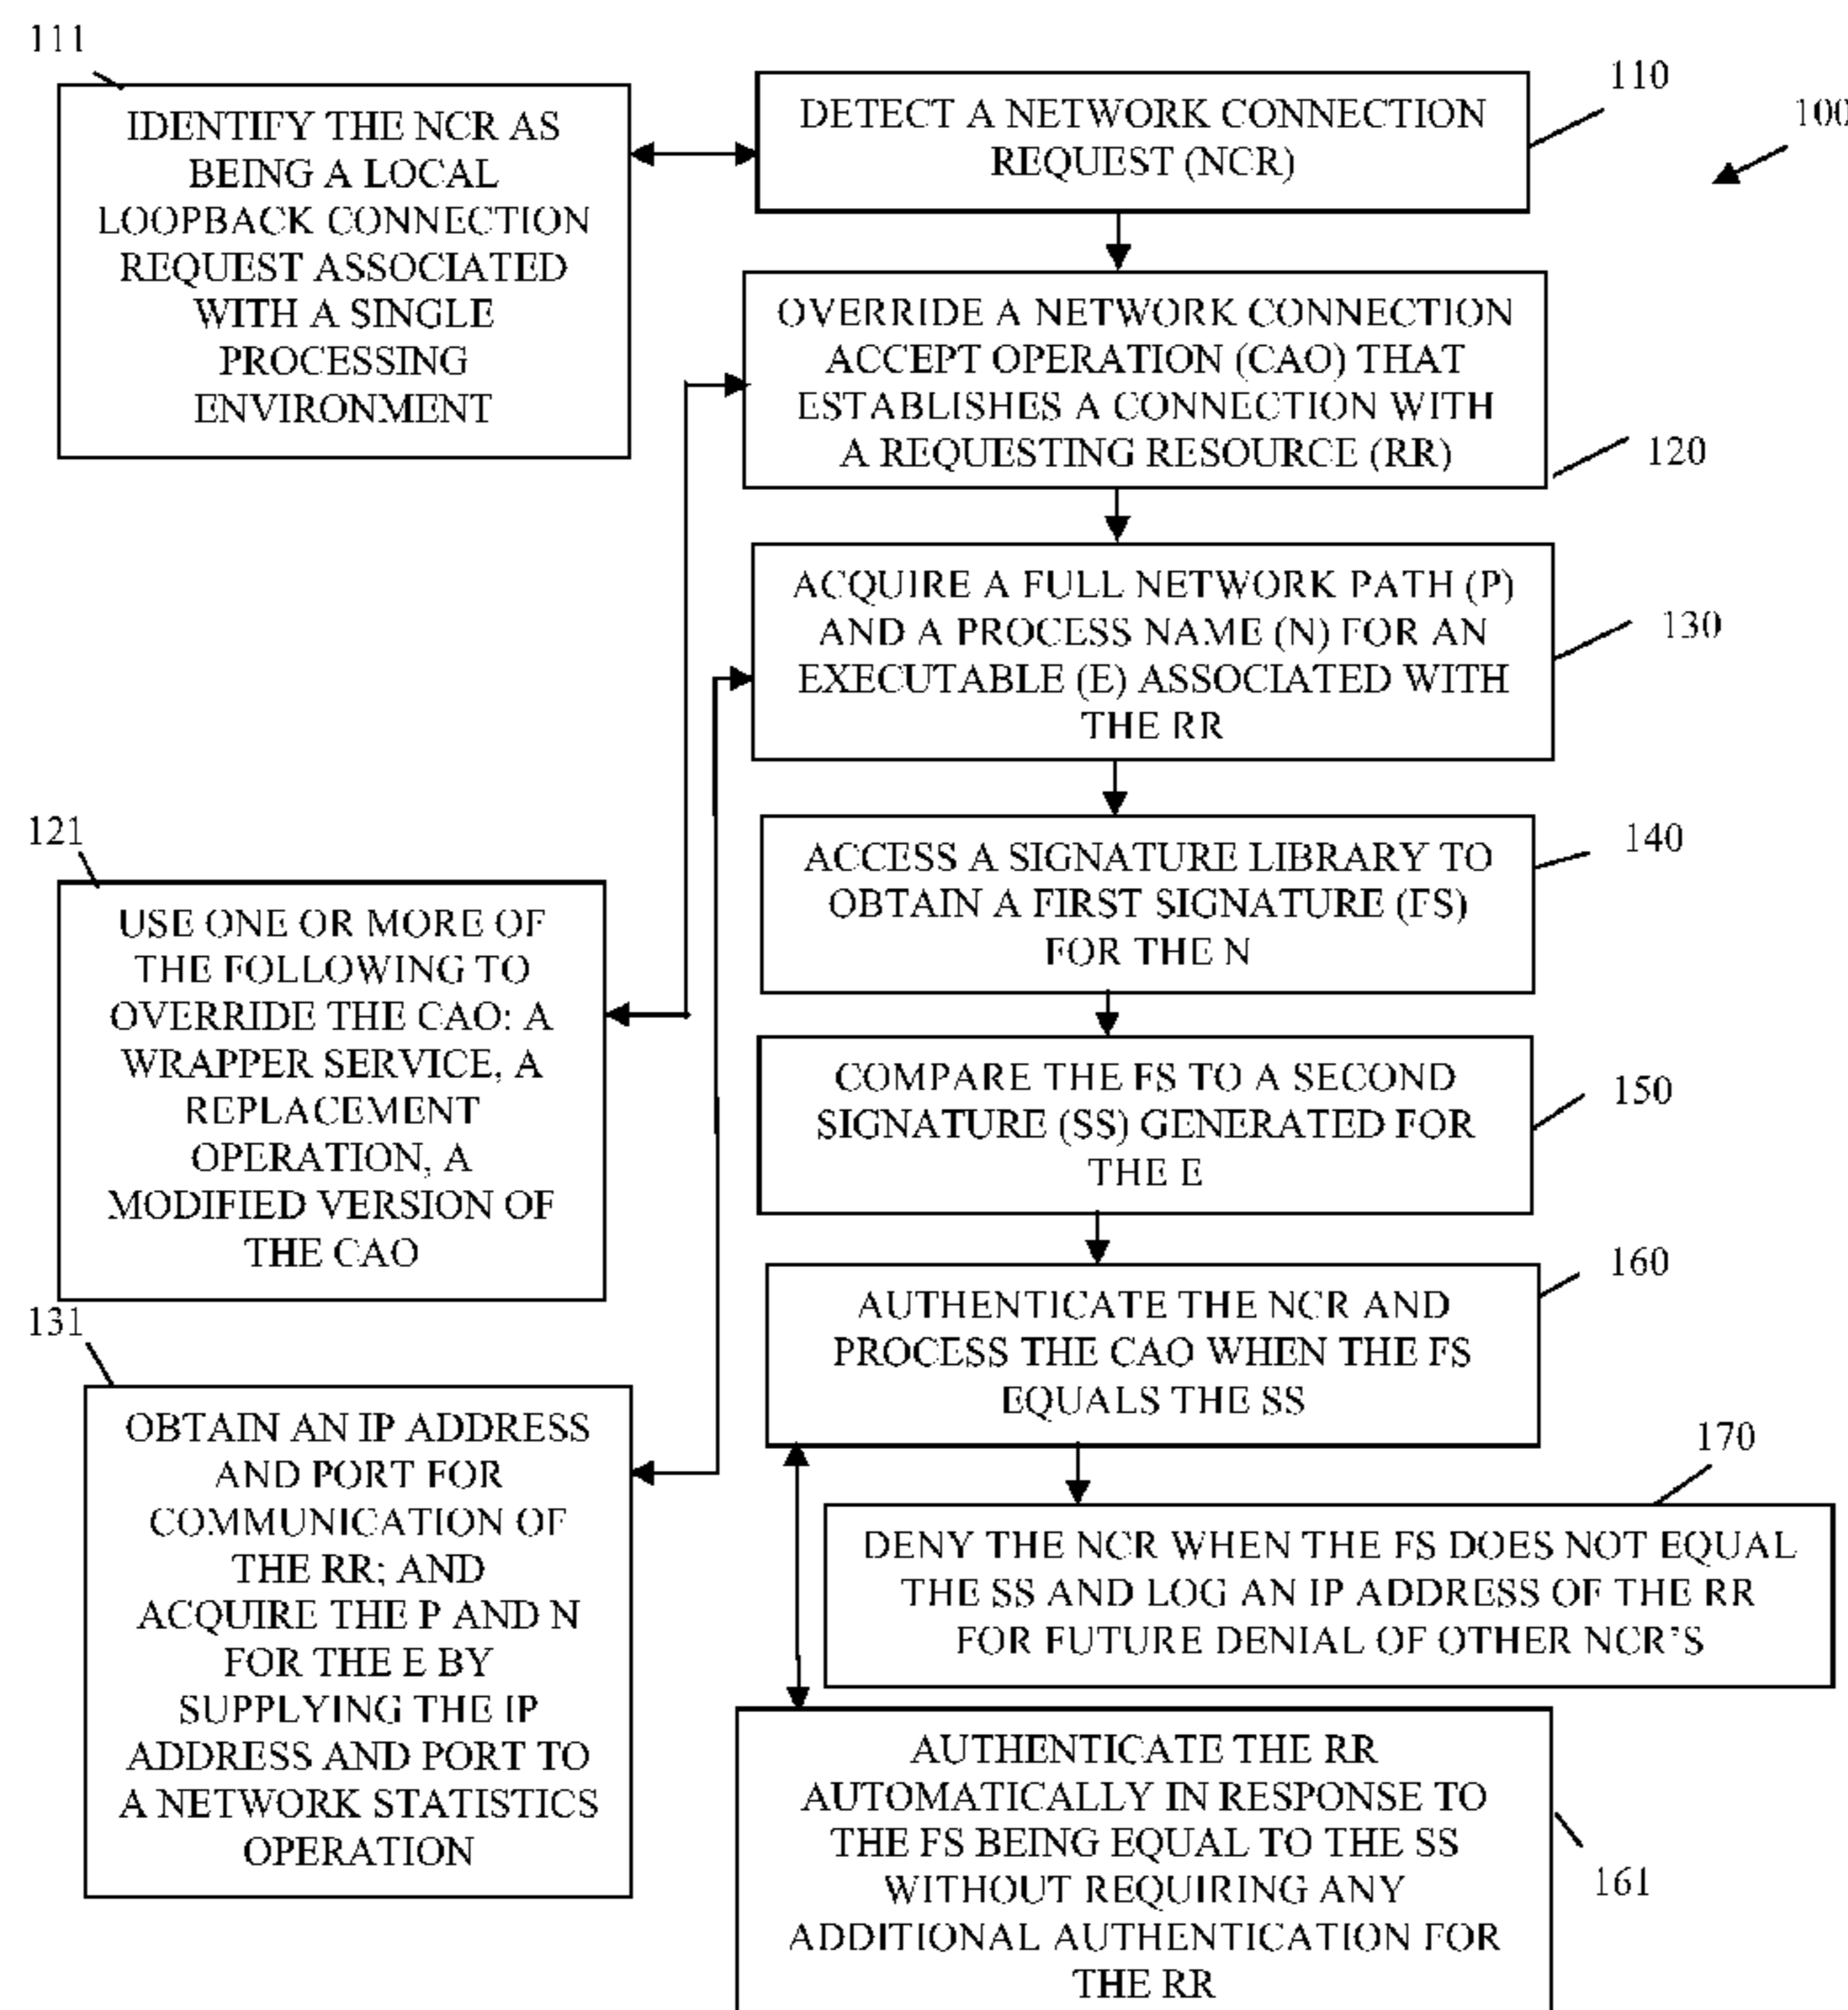 111
IDENTIFY THE NCR AS
BEING A LOCAL
LOOPBACK CONNECTION
REQUEST ASSOCIATED
WITH A SINGLE
PROCESSING
ENVIRONMENT
DETECT A NETWORK CONNECTION
REQUEST (NCR)
110
100
OVERRIDE A NETWORK CONNECTION
ACCEPT OPERATION (CAO) THAT
ESTABLISHES A CONNECTION WITH
A REQUESTING RESOURCE (RR)
120
ACQUIRE A FULL NETWORK PATH (P)
AND A PROCESS NAME (N) FOR AN
EXECUTABLE (E) ASSOCIATED WITH
THE RR
130
121
USE ONE OR MORE OF
THE FOLLOWING TO
OVERRIDE THE CAO: A
WRAPPER SERVICE, A
REPLACEMENT
OPERATION, A
MODIFIED VERSION OF
THE CAO
ACCESS A SIGNATURE LIBRARY TO
OBTAIN A FIRST SIGNATURE (FS)
FOR THE N
140
COMPARE THE FS TO A SECOND
SIGNATURE (SS) GENERATED FOR
THE E
150
131
OBTAIN AN IP ADDRESS
AND PORT FOR
COMMUNICATION OF
THE RR; AND
ACQUIRE THE P AND N
FOR THE E BY
SUPPLYING THE IP
ADDRESS AND PORT TO
A NETWORK STATISTICS
OPERATION
AUTHENTICATE THE NCR AND
PROCESS THE CAO WHEN THE FS
EQUALS THE SS
160
170
DENY THE NCR WHEN THE FS DOES NOT EQUAL
THE SS AND LOG AN IP ADDRESS OF THE RR
FOR FUTURE DENIAL OF OTHER NCR'S
AUTHENTICATE THE RR
AUTOMATICALLY IN RESPONSE TO
THE FS BEING EQUAL TO THE SS
WITHOUT REQUIRING ANY
ADDITIONAL AUTHENTICATION FOR
THE RR
161